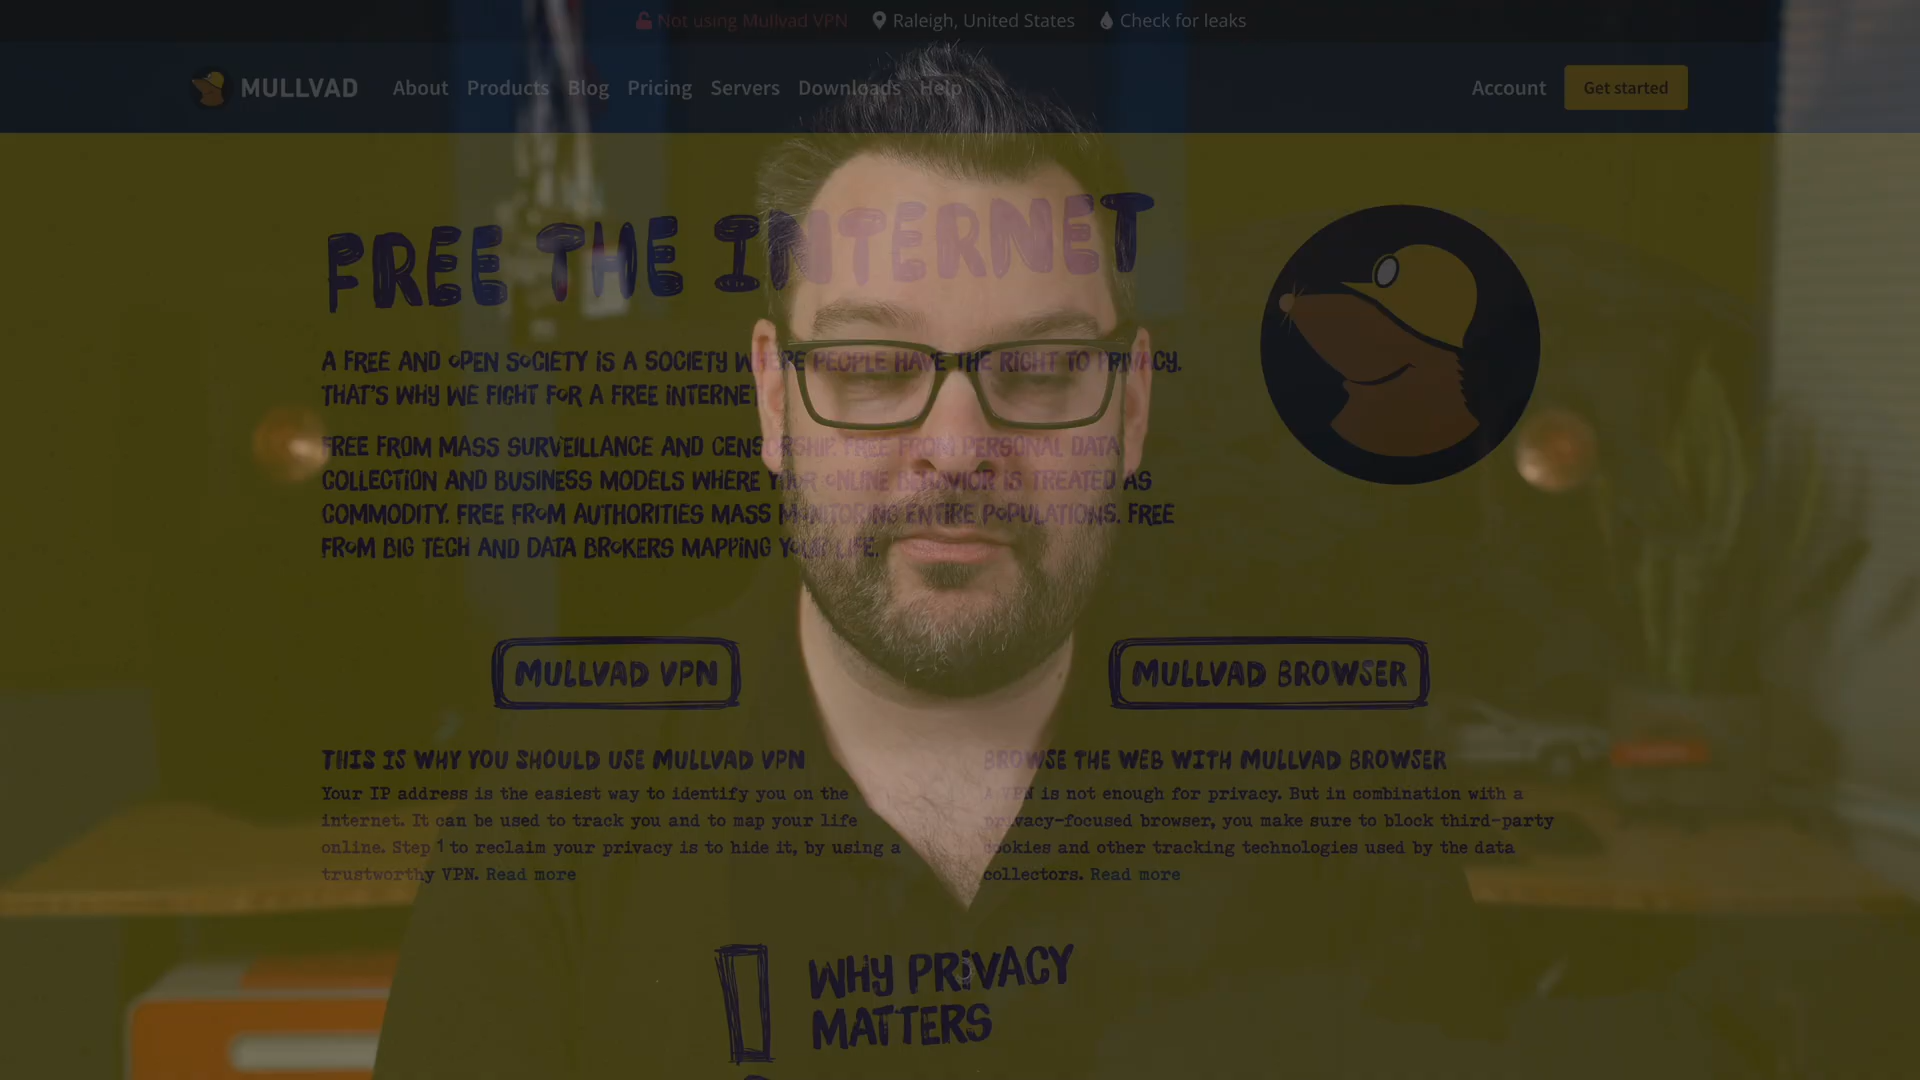 Not using Mullvad VPN Raleigh, United States Check for leaks
MULLVAD About Products Blog Pricing Servers Downloads Help Account Get started
FREE THE INTERNET
A FREE AND OPEN SOCIETY IS A SOCIETY WHERE PEOPLE HAVE THE RIGHT TO PRIVACY.
THAT'S WHY WE FIGHT FOR A FREE INTERNET
FREE FROM MASS SURVEILLANCE AND CENSORSHIP. FREE FROM PERSONAL DATA
COLLECTION AND BUSINESS MODELS WHERE YOUR ONLINE BEHAVIOR IS TREATED AS
COMMODITY. FREE FROM AUTHORITIES MASS MONITORING ENTIRE POPULATIONS. FREE
FROM BIG TECH AND DATA BROKERS MAPPING YOUR LIFE.
MULLVAD VPN
MULLVAD BROWSER
THIS IS WHY YOU SHOULD USE MULLVAD VPN
Your IP address is the easiest way to identify you on the
internet. It can be used to track you and to map your life
online. Step 1 to reclaim your privacy is to hide it, by using a
trustworthy VPN. Read more
BROWSE THE WEB WITH MULLVAD BROWSER
A VPN is not enough for privacy. But in combination with a
privacy-focused browser, you make sure to block third-party
cookies and other tracking technologies used by the data
collectors. Read more
WHY PRIVACY
MATTERS